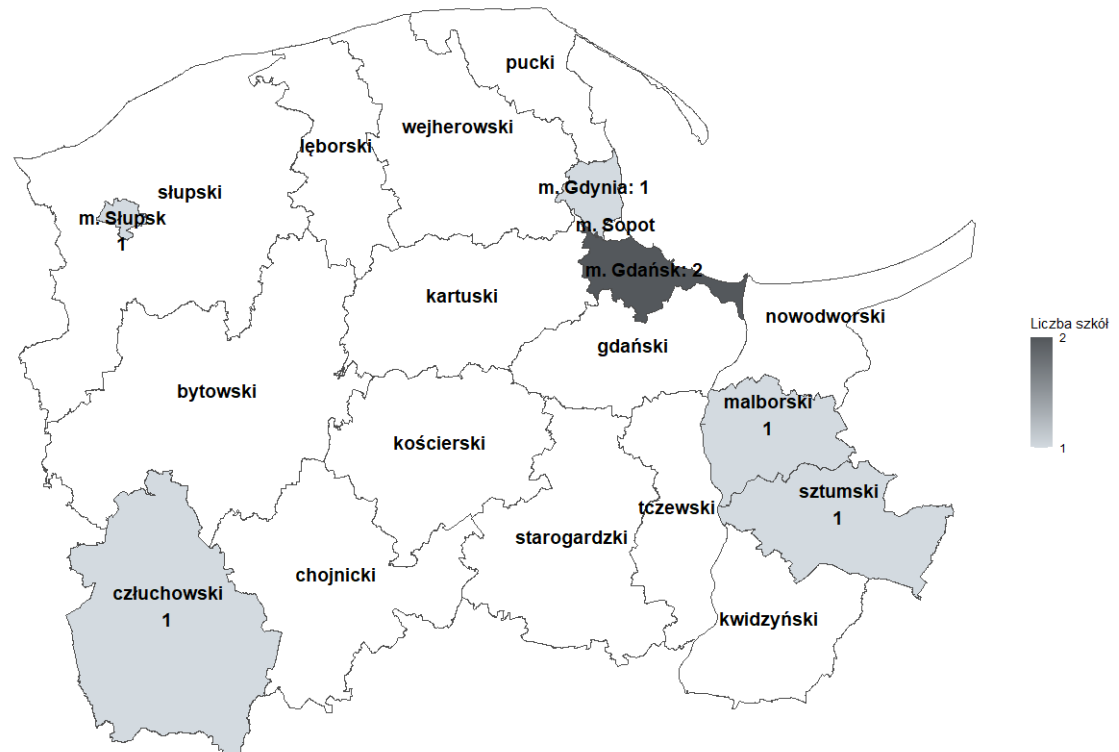 pucki
wejherowski
lęborski
m. Gdynia: 1
słupski
m. Słupsk
1
m. Sopot
m. Gdańsk: 2
kartuski
nowodworski
Liczba szkół
2
1
gdański
bytowski
malborski
1
kościerski
sztumski
1
tczewski
starogardzki
chojnicki
człuchowski
1
kwidzyński